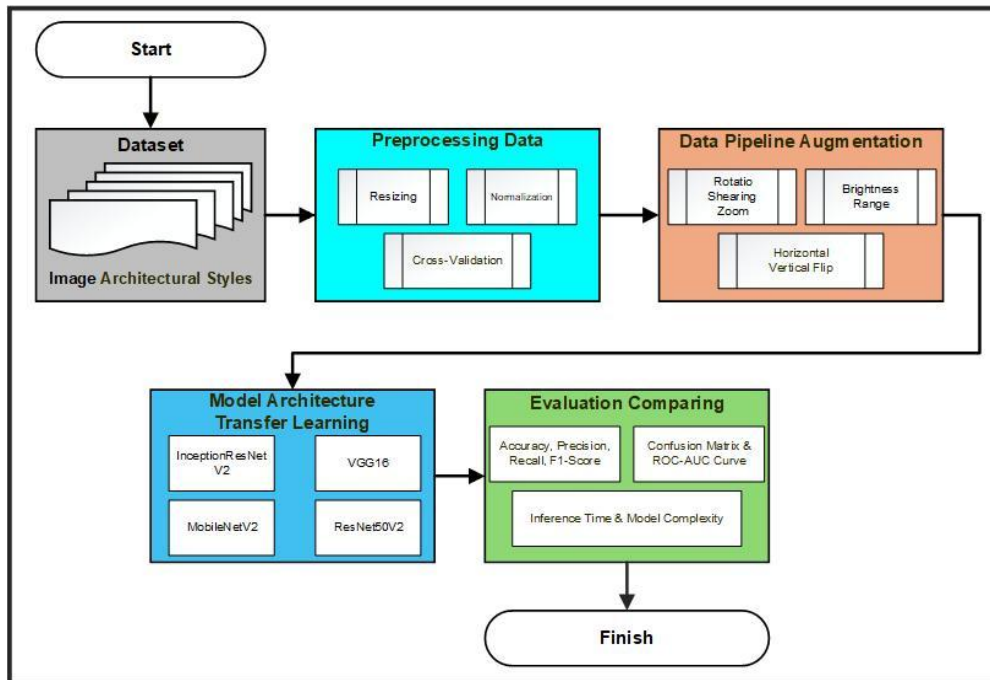 Start
Dataset
Image Architectural Styles
Preprocessing Data
Resizing
Normalization
Cross-Validation
Data Pipeline Augmentation
Rotatio
Shearing
Zoom
Brightness
Range
Horizontal
Vertical Flip
Model Architecture
Transfer Learning
InceptionResNet
V2
VGG16
MobileNetV2
ResNet50V2
Evaluation Comparing
Accuracy, Precision,
Recall, F1-Score
Confusion Matrix &
ROC-AUC Curve
Inference Time & Model Complexity
Finish